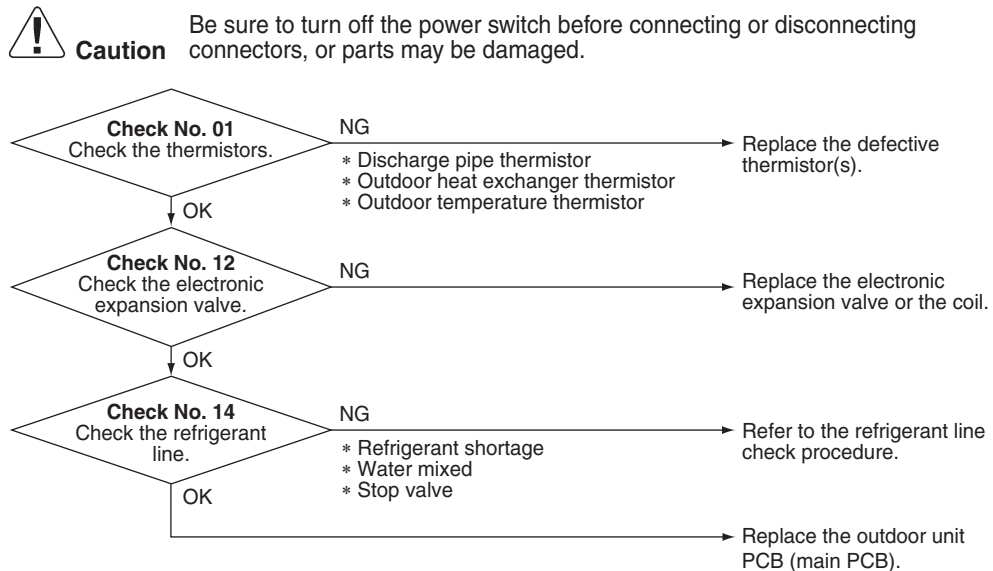 Be sure to turn off the power switch before connecting or disconnecting
Caution connectors, or parts may be damaged.
Check No. 01
Check the thermistors.
NG
∗ Discharge pipe thermistor
∗ Outdoor heat exchanger thermistor
∗ Outdoor temperature thermistor
Replace the defective
thermistor(s).
OK
Check No. 12
Check the electronic
expansion valve.
NG
Replace the electronic
expansion valve or the coil.
OK
Check No. 14
Check the refrigerant
line.
NG
∗ Refrigerant shortage
∗ Water mixed
∗ Stop valve
Refer to the refrigerant line
check procedure.
OK
Replace the outdoor unit
PCB (main PCB).